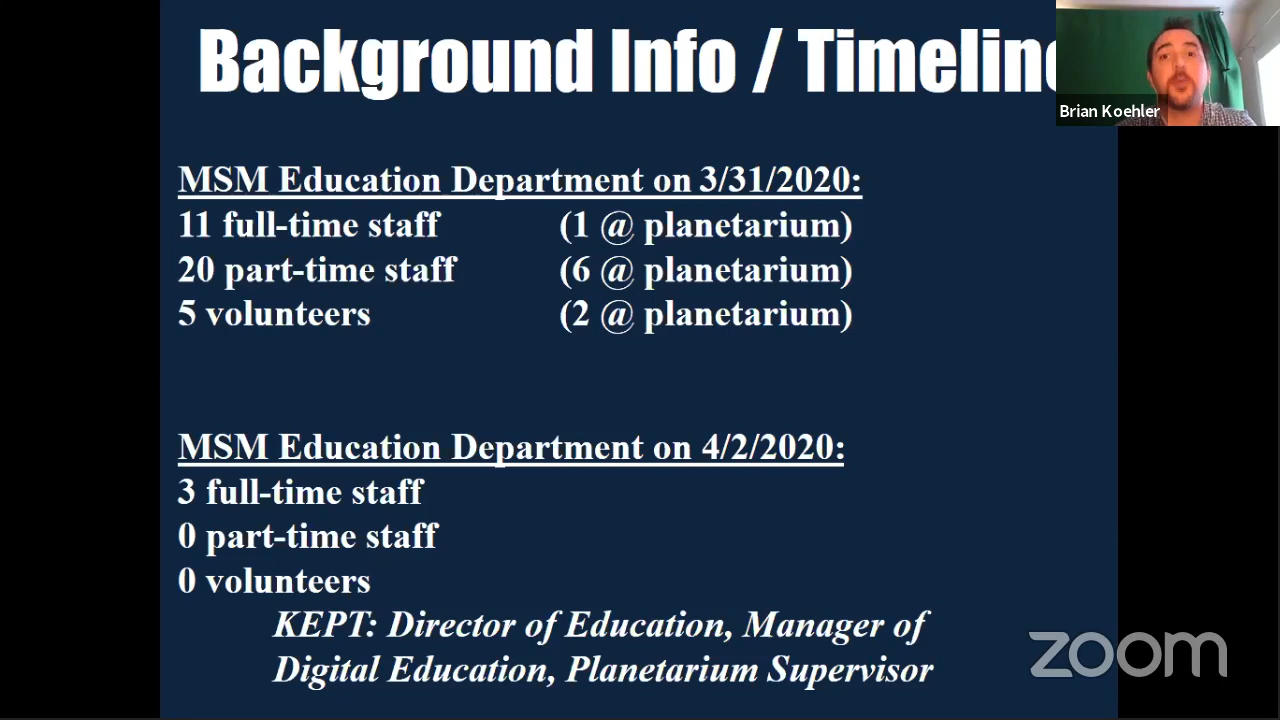 Background Info / Timeline
Brian Koehler
MSM Education Department on 3/31/2020:
11 full-time staff (1 @ planetarium)
20 part-time staff (6 @ planetarium)
5 volunteers (2 @ planetarium)
MSM Education Department on 4/2/2020:
3 full-time staff
0 part-time staff
0 volunteers
KEPT: Director of Education, Manager of
Digital Education, Planetarium Supervisor
zoom